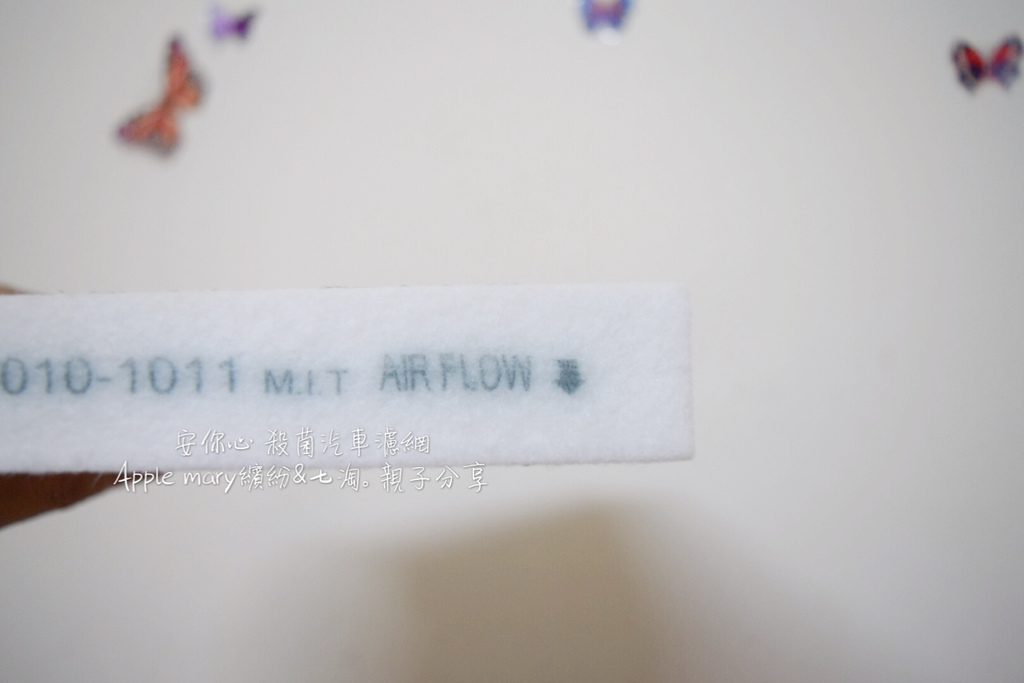 010-1011 M.I.T AIR FLOW
安你心 殺菌汽車濾網
Apple mary繽紛&七淘。親子分享